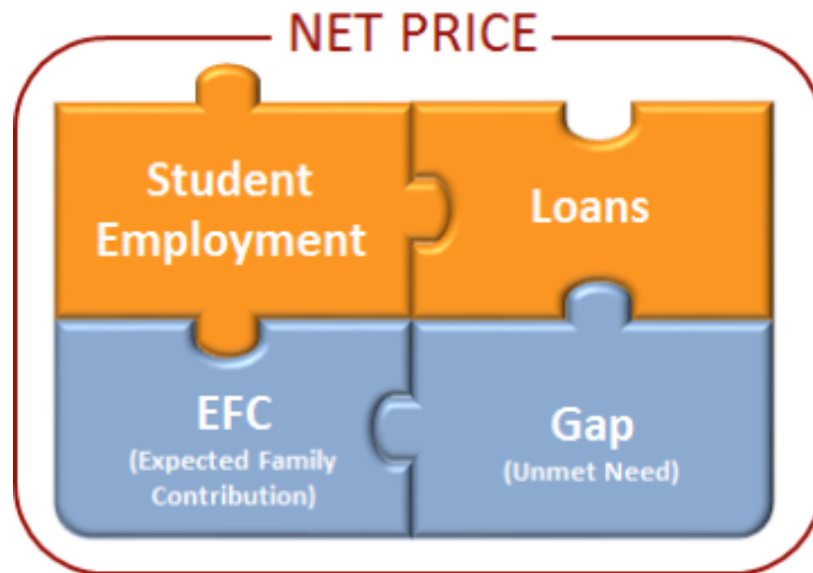 NET PRICE
Student
Employment
Loans
EFC
(Expected Family
Contribution)
Gap
(Unmet Need)